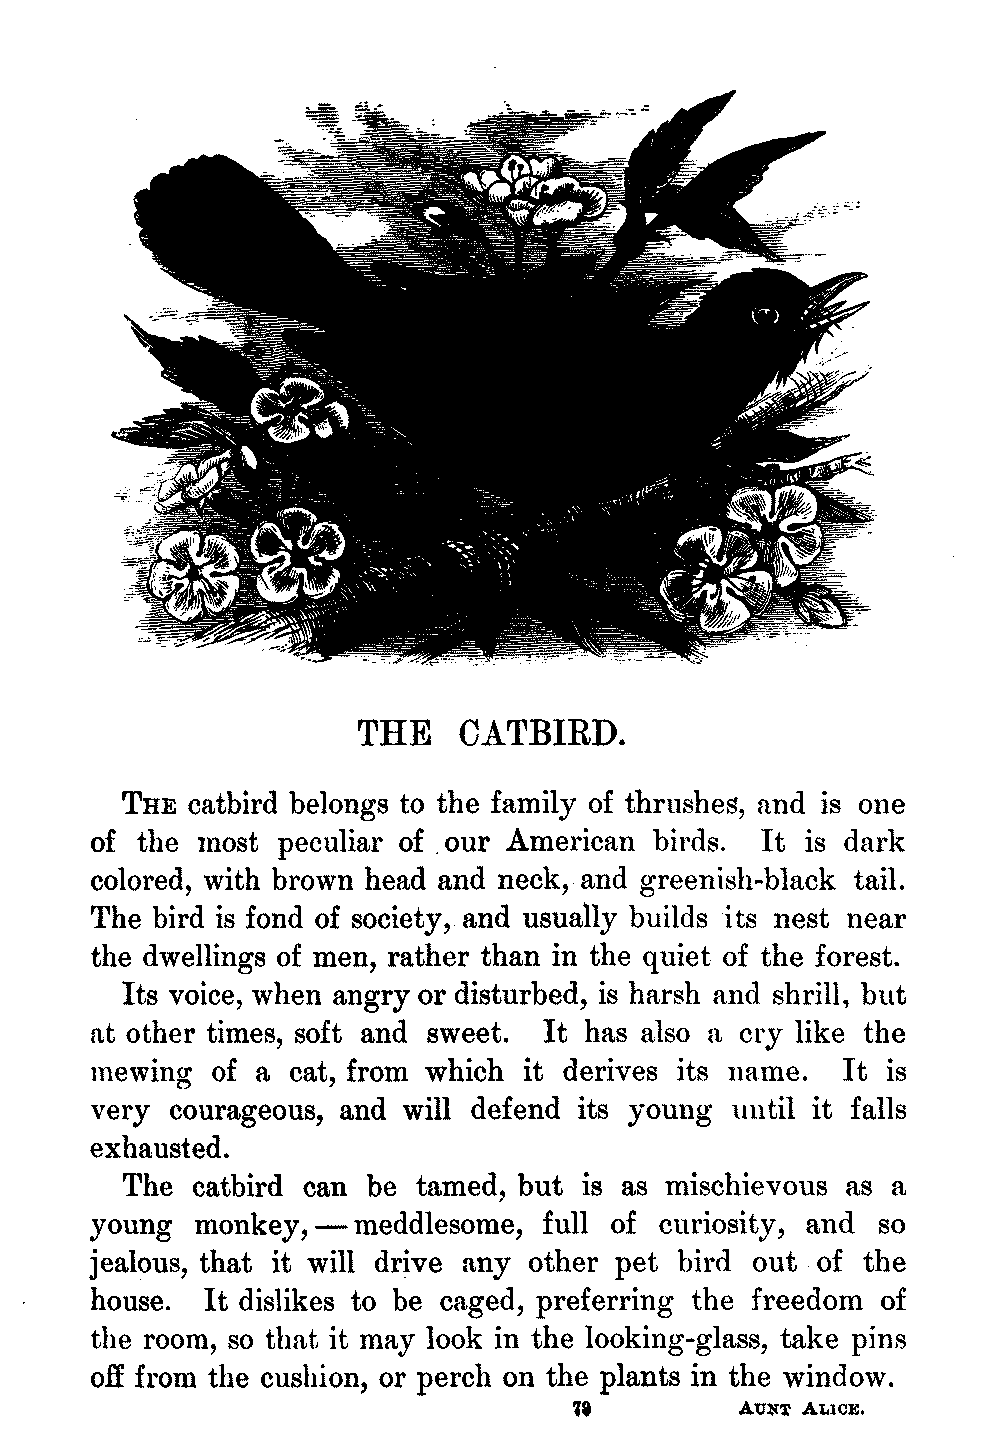 THE CATBIRD.
THE catbird belongs to the family of thrushes, and is one
of the most peculiar of our American birds. It is dark
colored, with brown head and neck, and greenish-black tail.
The bird is fond of society, and usually builds its nest near
the dwellings of men, rather than in the quiet of the forest.
Its voice, when angry or disturbed, is harsh and shrill, but
at other times, soft and sweet. It has also a cry like the
mewing of a cat, from which it derives its name. It is
very courageous, and will defend its young until it falls
exhausted.
The catbird can be tamed, but is as mischievous as a
young monkey,—meddlesome, full of curiosity, and so
jealous, that it will drive any other pet bird out of the
house. It dislikes to be caged, preferring the freedom of
the room, so that it may look in the looking-glass, take pins
off from the cushion, or perch on the plants in the window.
79 AUNT ALICE.